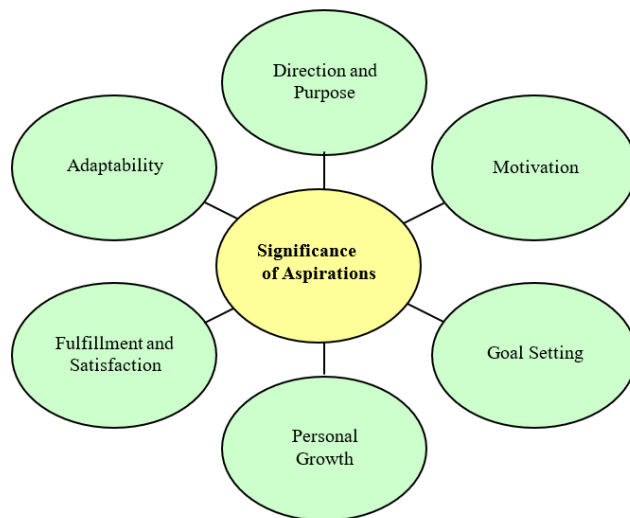 Direction and
Purpose
Adaptability
Motivation
Significance
of Aspirations
Fulfillment and
Satisfaction
Goal Setting
Personal
Growth